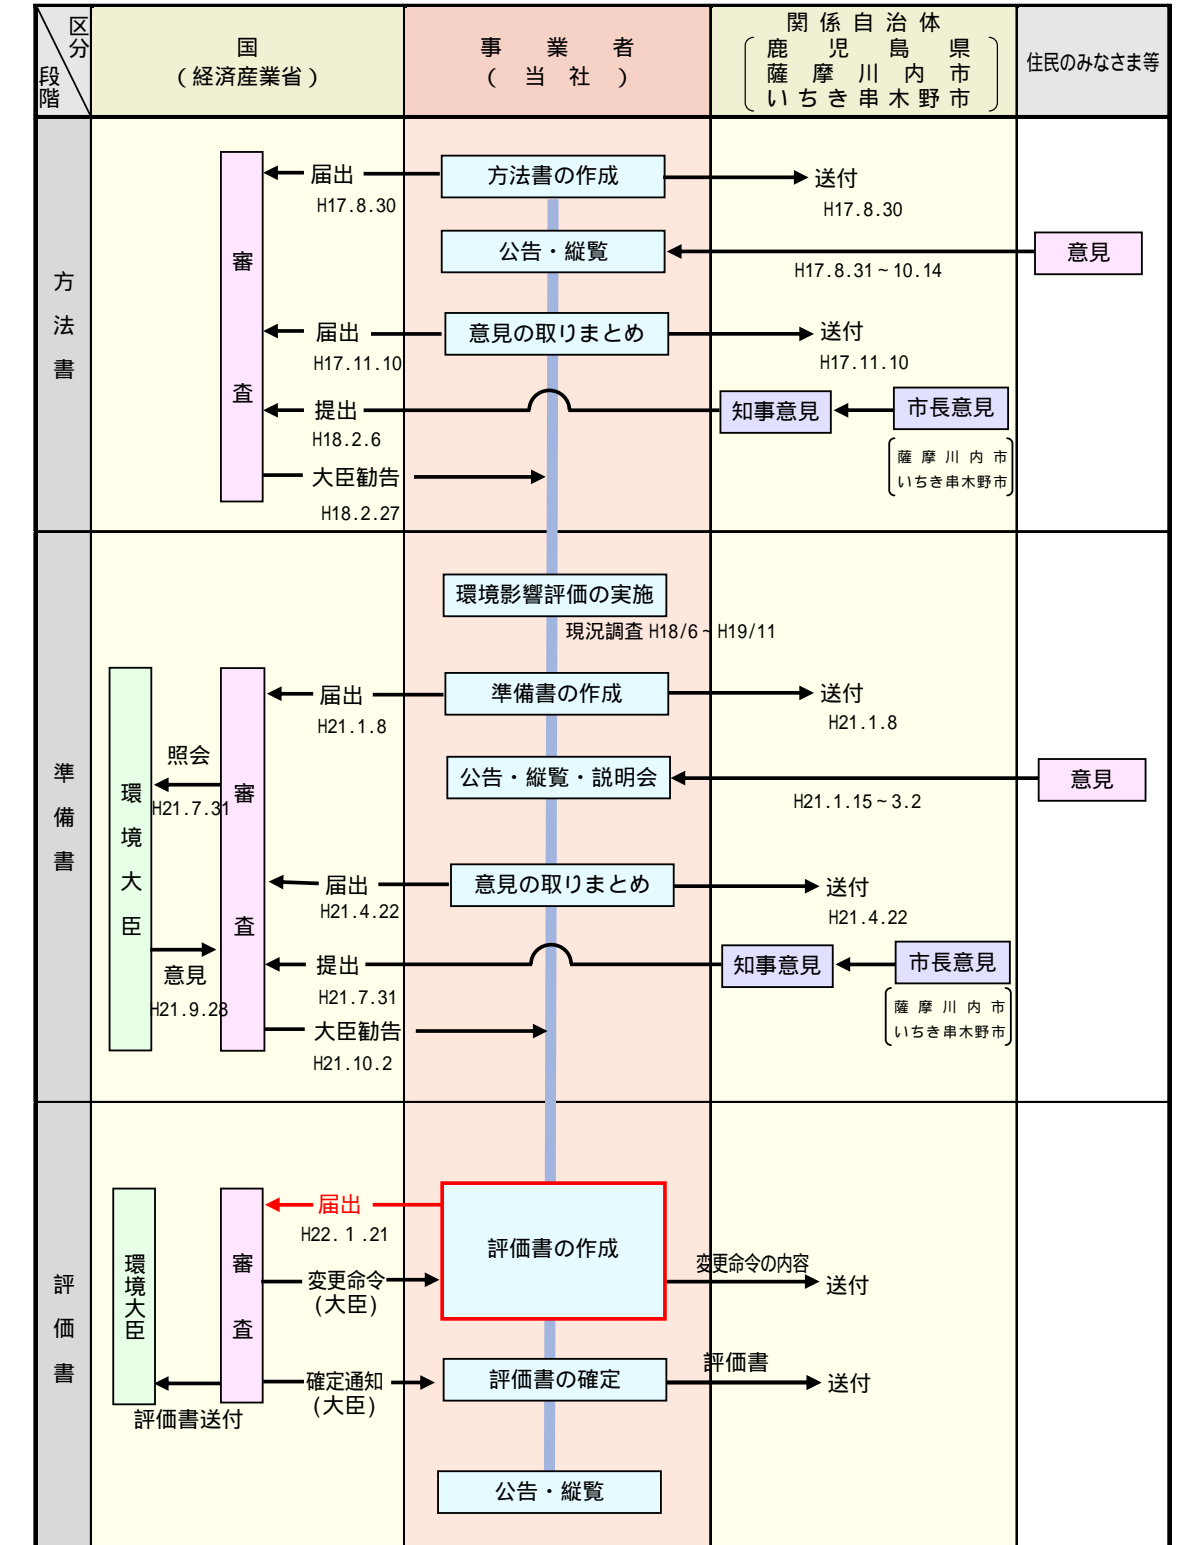 区分
段階
国
（経済産業省）
事業者
（当社）
関係自治体
鹿児島県
薩摩川内市
いちき串木野市
住民のみなさま等
方法書
審査
届出
H17.8.30
方法書の作成
送付
H17.8.30
公告・縦覧
H17.8.31～10.14
意見
届出
H17.11.10
意見の取りまとめ
送付
H17.11.10
提出
H18.2.6
知事意見
市長意見
薩摩川内市
いちき串木野市
大臣勧告
H18.2.27
準備書
環境影響評価の実施
現況調査 H18/6～H19/11
環境大臣
審査
届出
H21.1.8
準備書の作成
送付
H21.1.8
照会
H21.7.31
公告・縦覧・説明会
H21.1.15～3.2
意見
届出
H21.4.22
意見の取りまとめ
送付
H21.4.22
意見
H21.9.28
提出
H21.7.31
知事意見
市長意見
薩摩川内市
いちき串木野市
大臣勧告
H21.10.2
評価書
環境大臣
審査
届出
H22.1.21
評価書の作成
変更命令
(大臣)
変更命令の内容
送付
確定通知
(大臣)
評価書送付
評価書の確定
評価書
送付
公告・縦覧